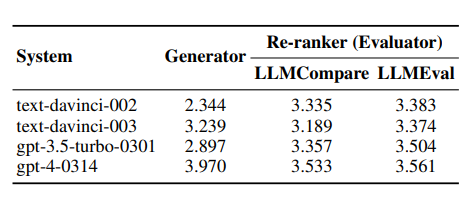 System Generator Re-ranker (Evaluator)
LLMCompare LLMEval
text-davinci-002 2.344 3.335 3.383
text-davinci-003 3.239 3.189 3.374
gpt-3.5-turbo-0301 2.897 3.357 3.504
gpt-4-0314 3.970 3.533 3.561